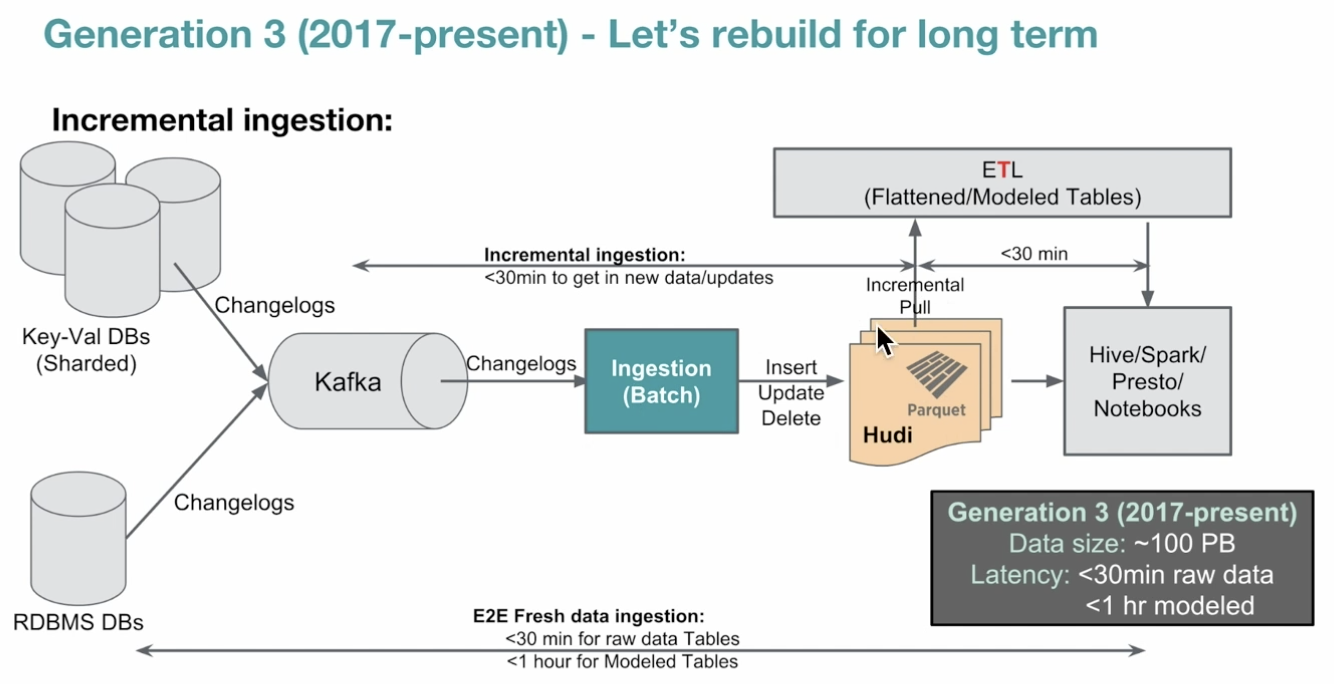 Generation 3 (2017-present) - Let's rebuild for long term
Incremental ingestion:
ETL
(Flattened/Modeled Tables)
Incremental ingestion:
<30min to get in new data/updates
<30 min
Incremental
Pull
Changelogs
Key-Val DBs
(Sharded)
Kafka
Changelogs
Ingestion
(Batch)
Insert
Update
Delete
Parquet
Hudi
Hive/Spark/
Presto/
Notebooks
Changelogs
RDBMS DBs
Generation 3 (2017-present)
Data size: ~100 PB
Latency: <30min raw data
<1 hr modeled
E2E Fresh data ingestion:
<30 min for raw data Tables
<1 hour for Modeled Tables